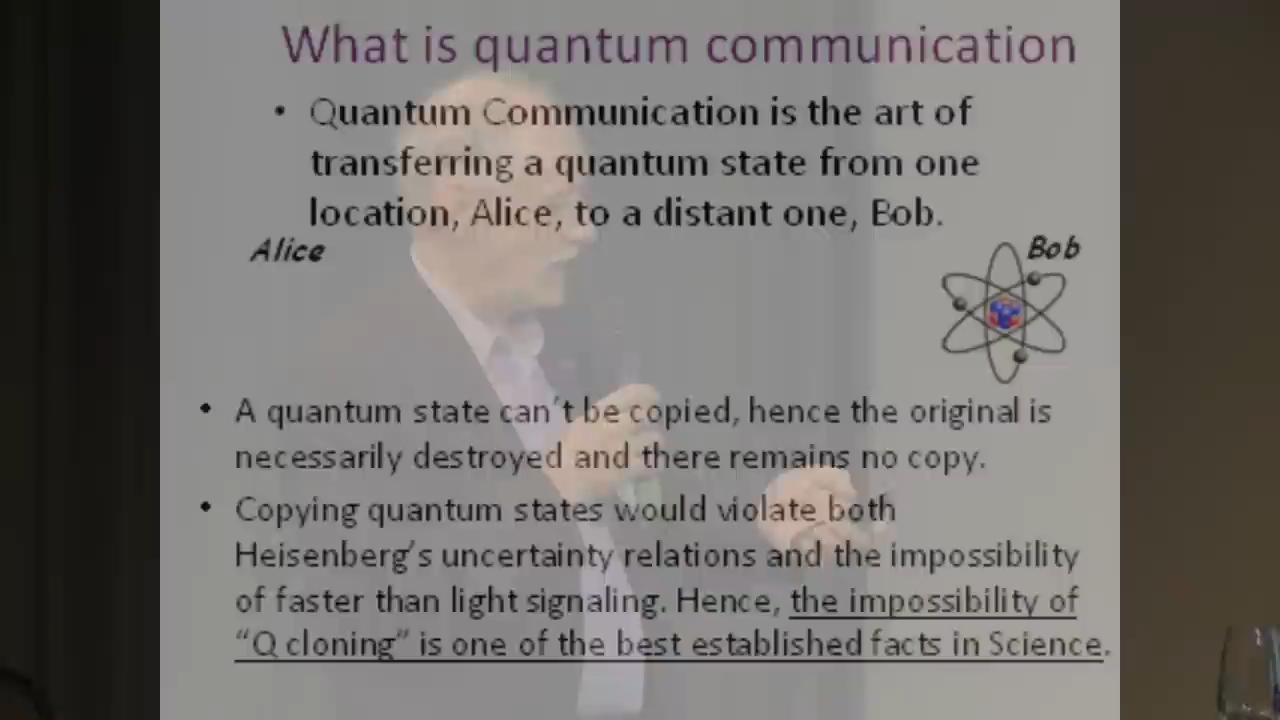 What is quantum communication
• Quantum Communication is the art of
transferring a quantum state from one
location, Alice, to a distant one, Bob.
Alice
Bob
• A quantum state can't be copied, hence the original is
necessarily destroyed and there remains no copy.
• Copying quantum states would violate both
Heisenberg's uncertainty relations and the impossibility
of faster than light signaling. Hence, the impossibility of
“Q cloning” is one of the best established facts in Science.